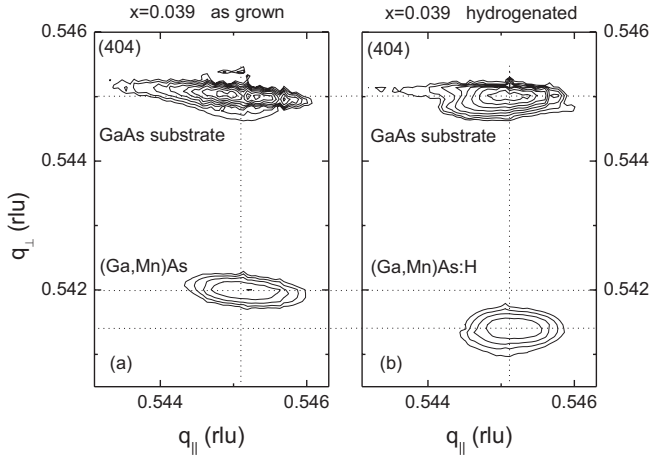 x=0.039 as grown
x=0.039 hydrogenated
0.546
0.544
0.542
q⊥ (rlu)
(404)
GaAs substrate
(Ga,Mn)As
(a)
0.544
0.546
q|| (rlu)
(404)
GaAs substrate
(Ga,Mn)As:H
(b)
0.544
0.546
q|| (rlu)
0.546
0.544
0.542